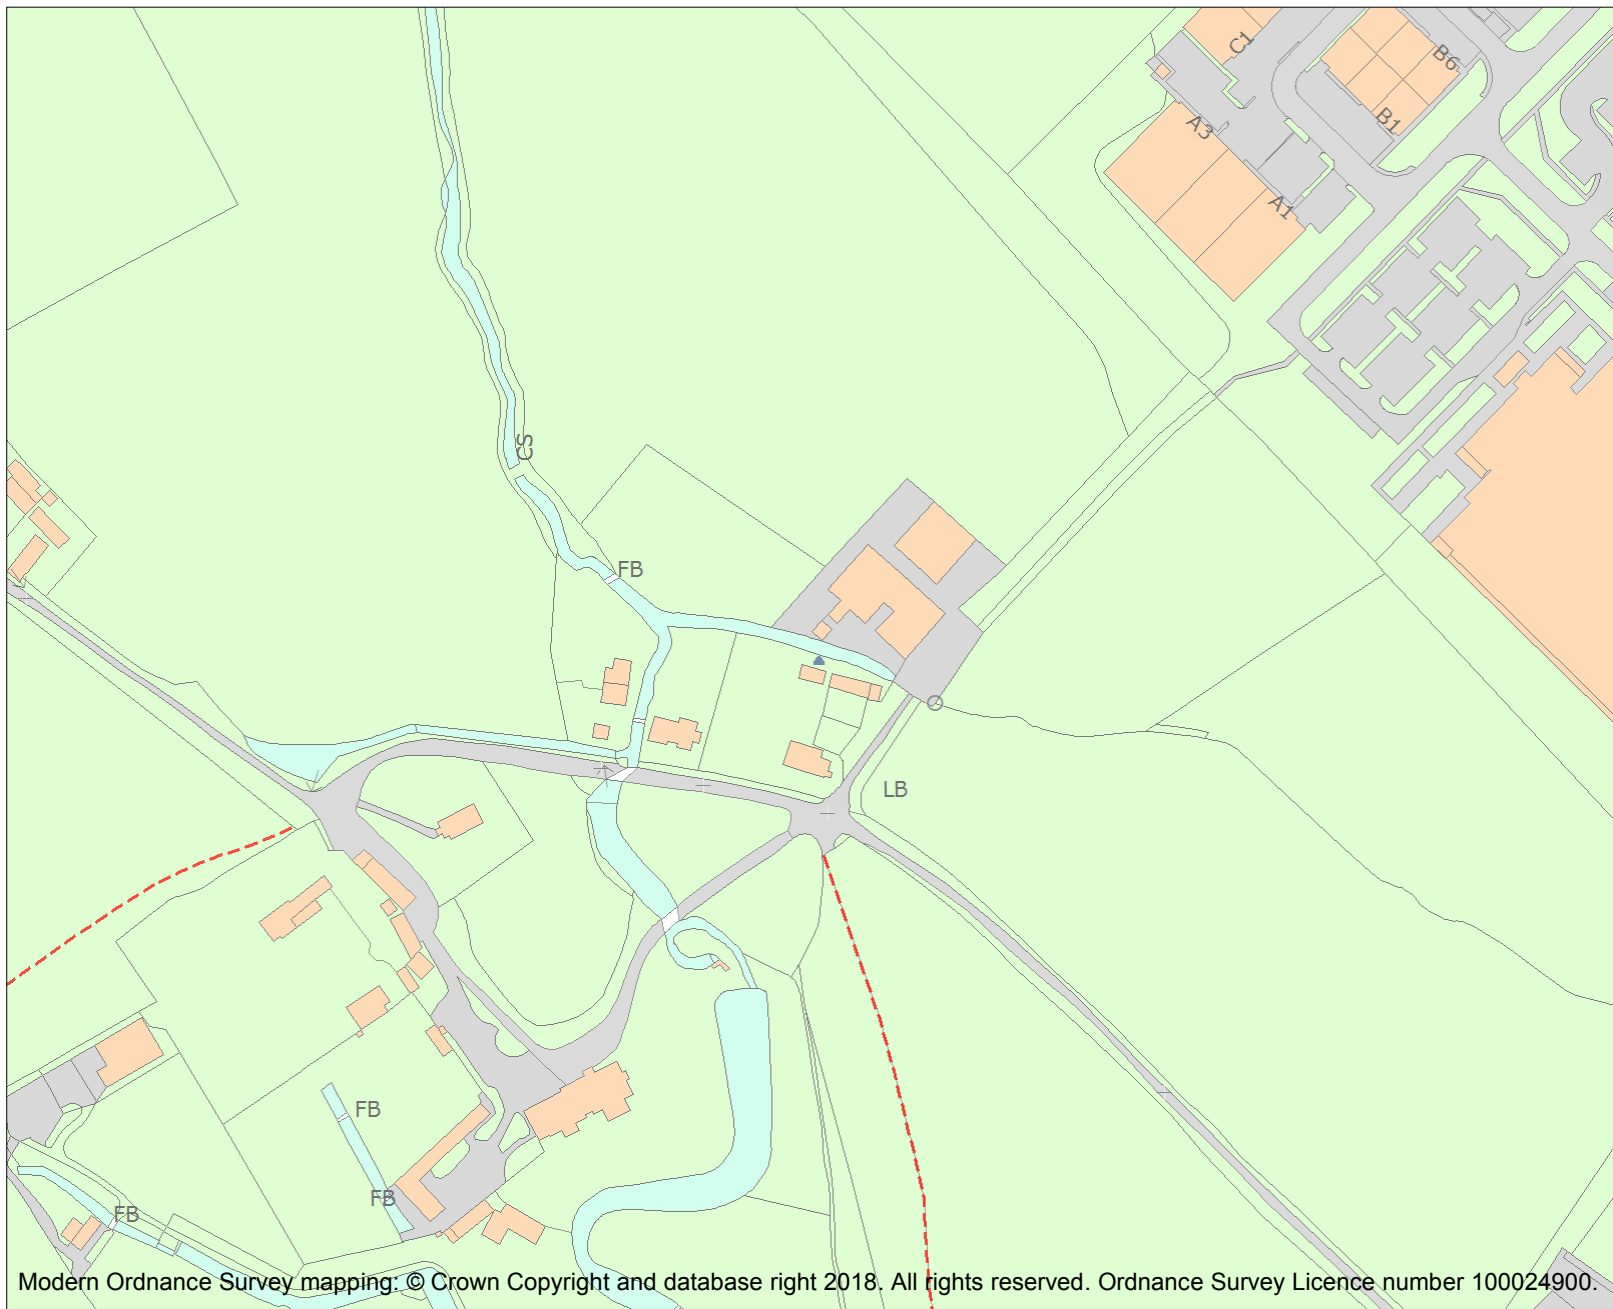 C1
B6
B1
A3
A1
CS
FB
LB
FB
FB
FB
Modern Ordnance Survey mapping: © Crown Copyright and database right 2018. All rights reserved. Ordnance Survey Licence number 100024900.